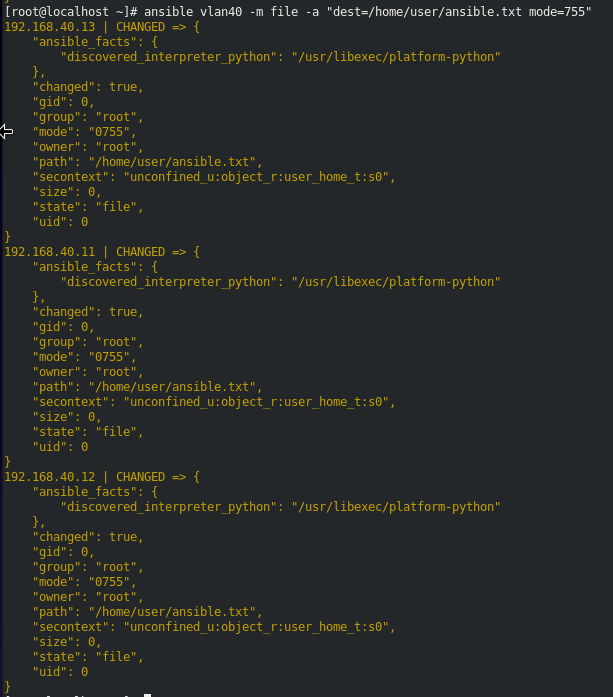 [root@localhost ~]# ansible vlan40 -m file -a "dest=/home/user/ansible.txt mode=755"
192.168.40.13 | CHANGED => {
    "ansible_facts": {
        "discovered_interpreter_python": "/usr/libexec/platform-python"
    },
    "changed": true,
    "gid": 0,
    "group": "root",
    "mode": "0755",
    "owner": "root",
    "path": "/home/user/ansible.txt",
    "secontext": "unconfined_u:object_r:user_home_t:s0",
    "size": 0,
    "state": "file",
    "uid": 0
}
192.168.40.11 | CHANGED => {
    "ansible_facts": {
        "discovered_interpreter_python": "/usr/libexec/platform-python"
    },
    "changed": true,
    "gid": 0,
    "group": "root",
    "mode": "0755",
    "owner": "root",
    "path": "/home/user/ansible.txt",
    "secontext": "unconfined_u:object_r:user_home_t:s0",
    "size": 0,
    "state": "file",
    "uid": 0
}
192.168.40.12 | CHANGED => {
    "ansible_facts": {
        "discovered_interpreter_python": "/usr/libexec/platform-python"
    },
    "changed": true,
    "gid": 0,
    "group": "root",
    "mode": "0755",
    "owner": "root",
    "path": "/home/user/ansible.txt",
    "secontext": "unconfined_u:object_r:user_home_t:s0",
    "size": 0,
    "state": "file",
    "uid": 0
}